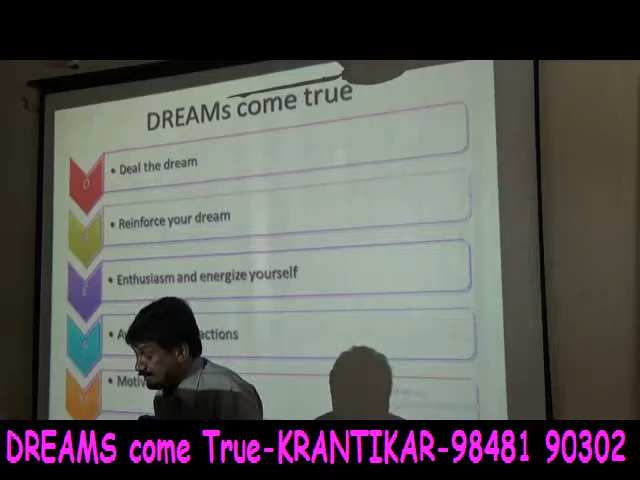 DREAMs come true
D
• Deal the dream
• Reinforce your dream
E
• Enthusiasm and energize yourself
A
actions
DREAMS come True-KRANTIKAR-98481 90302